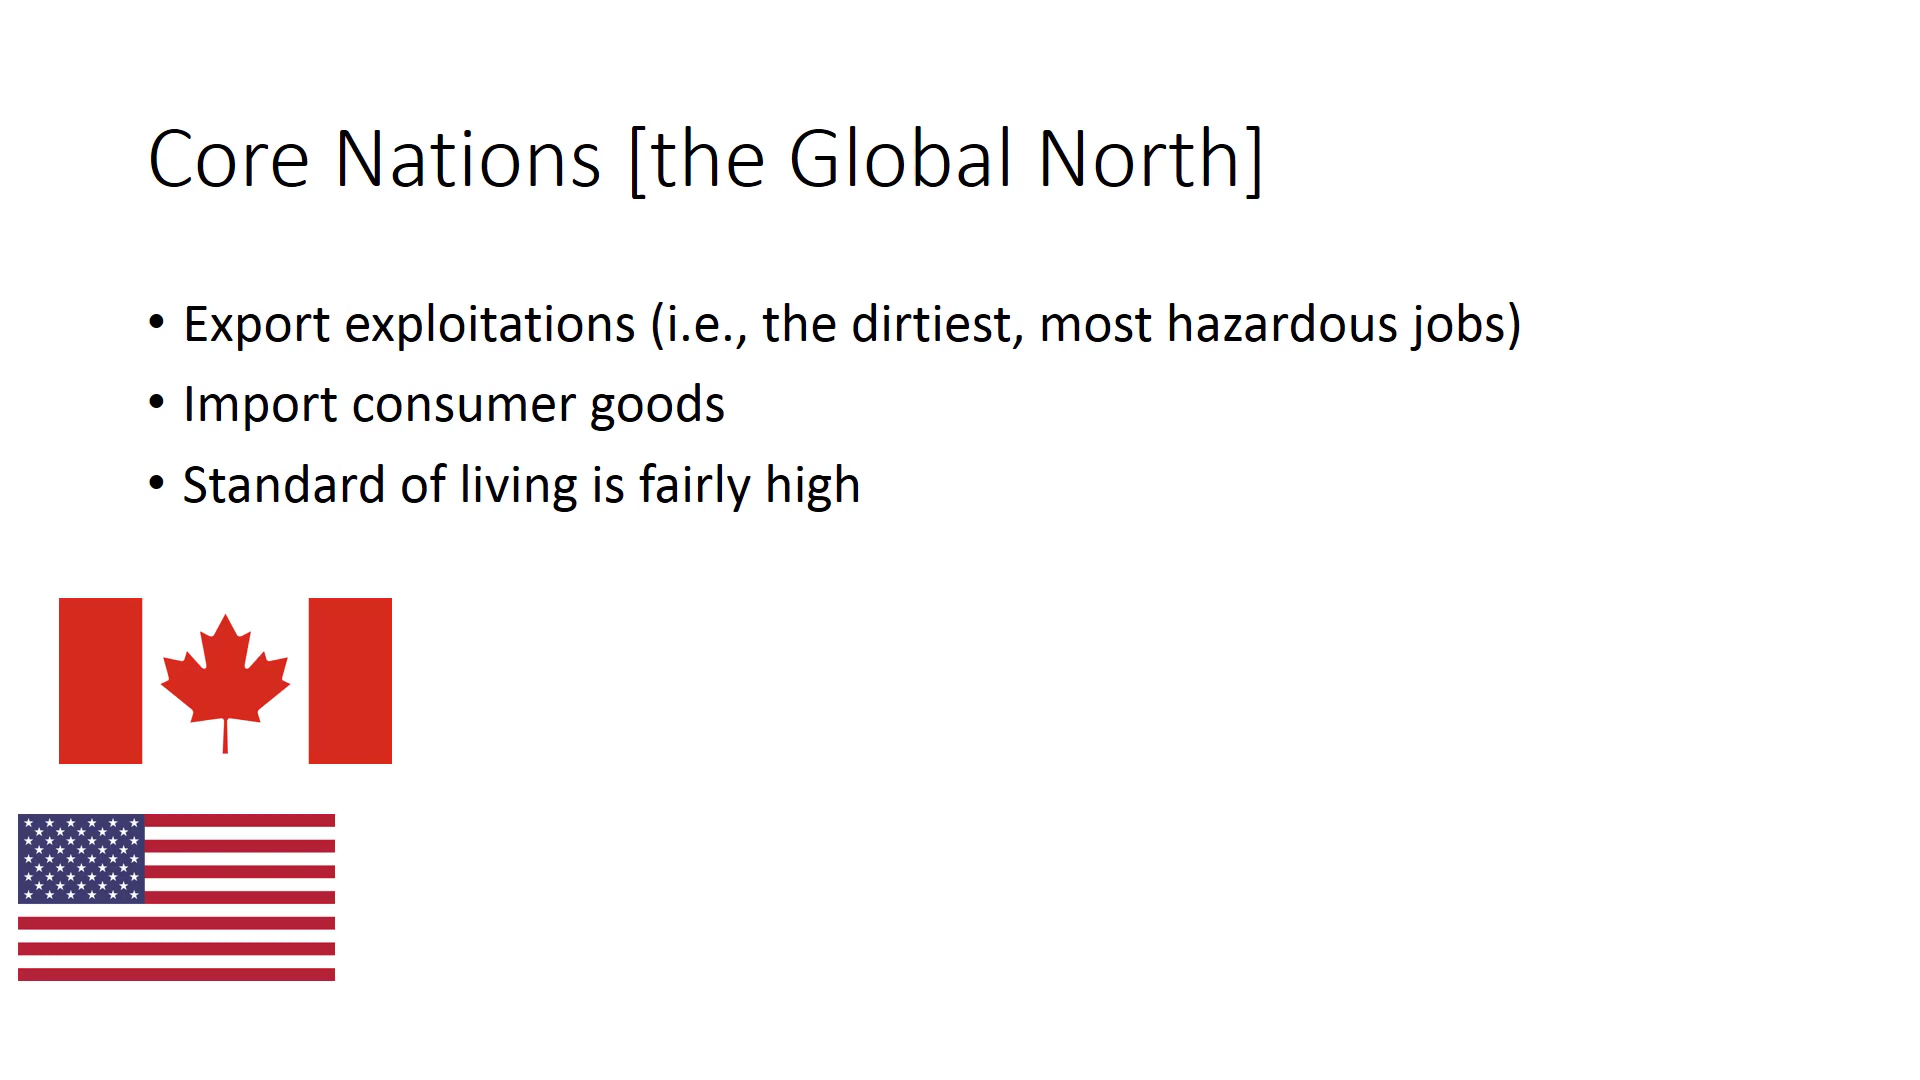 Core Nations [the Global North]
• Export exploitations (i.e., the dirtiest, most hazardous jobs)
• Import consumer goods
• Standard of living is fairly high